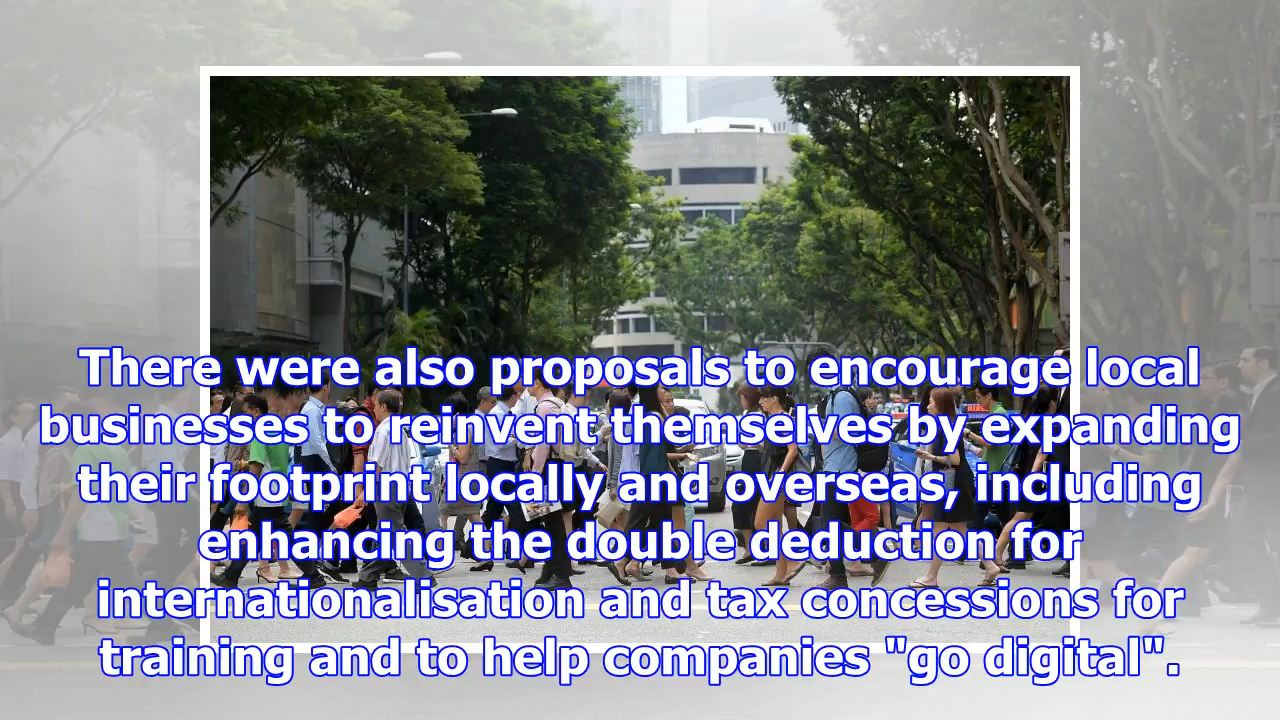 There were also proposals to encourage local
businesses to reinvent themselves by expanding
their footprint locally and overseas, including
enhancing the double deduction for
internationalisation and tax concessions for
training and to help companies "go digital".